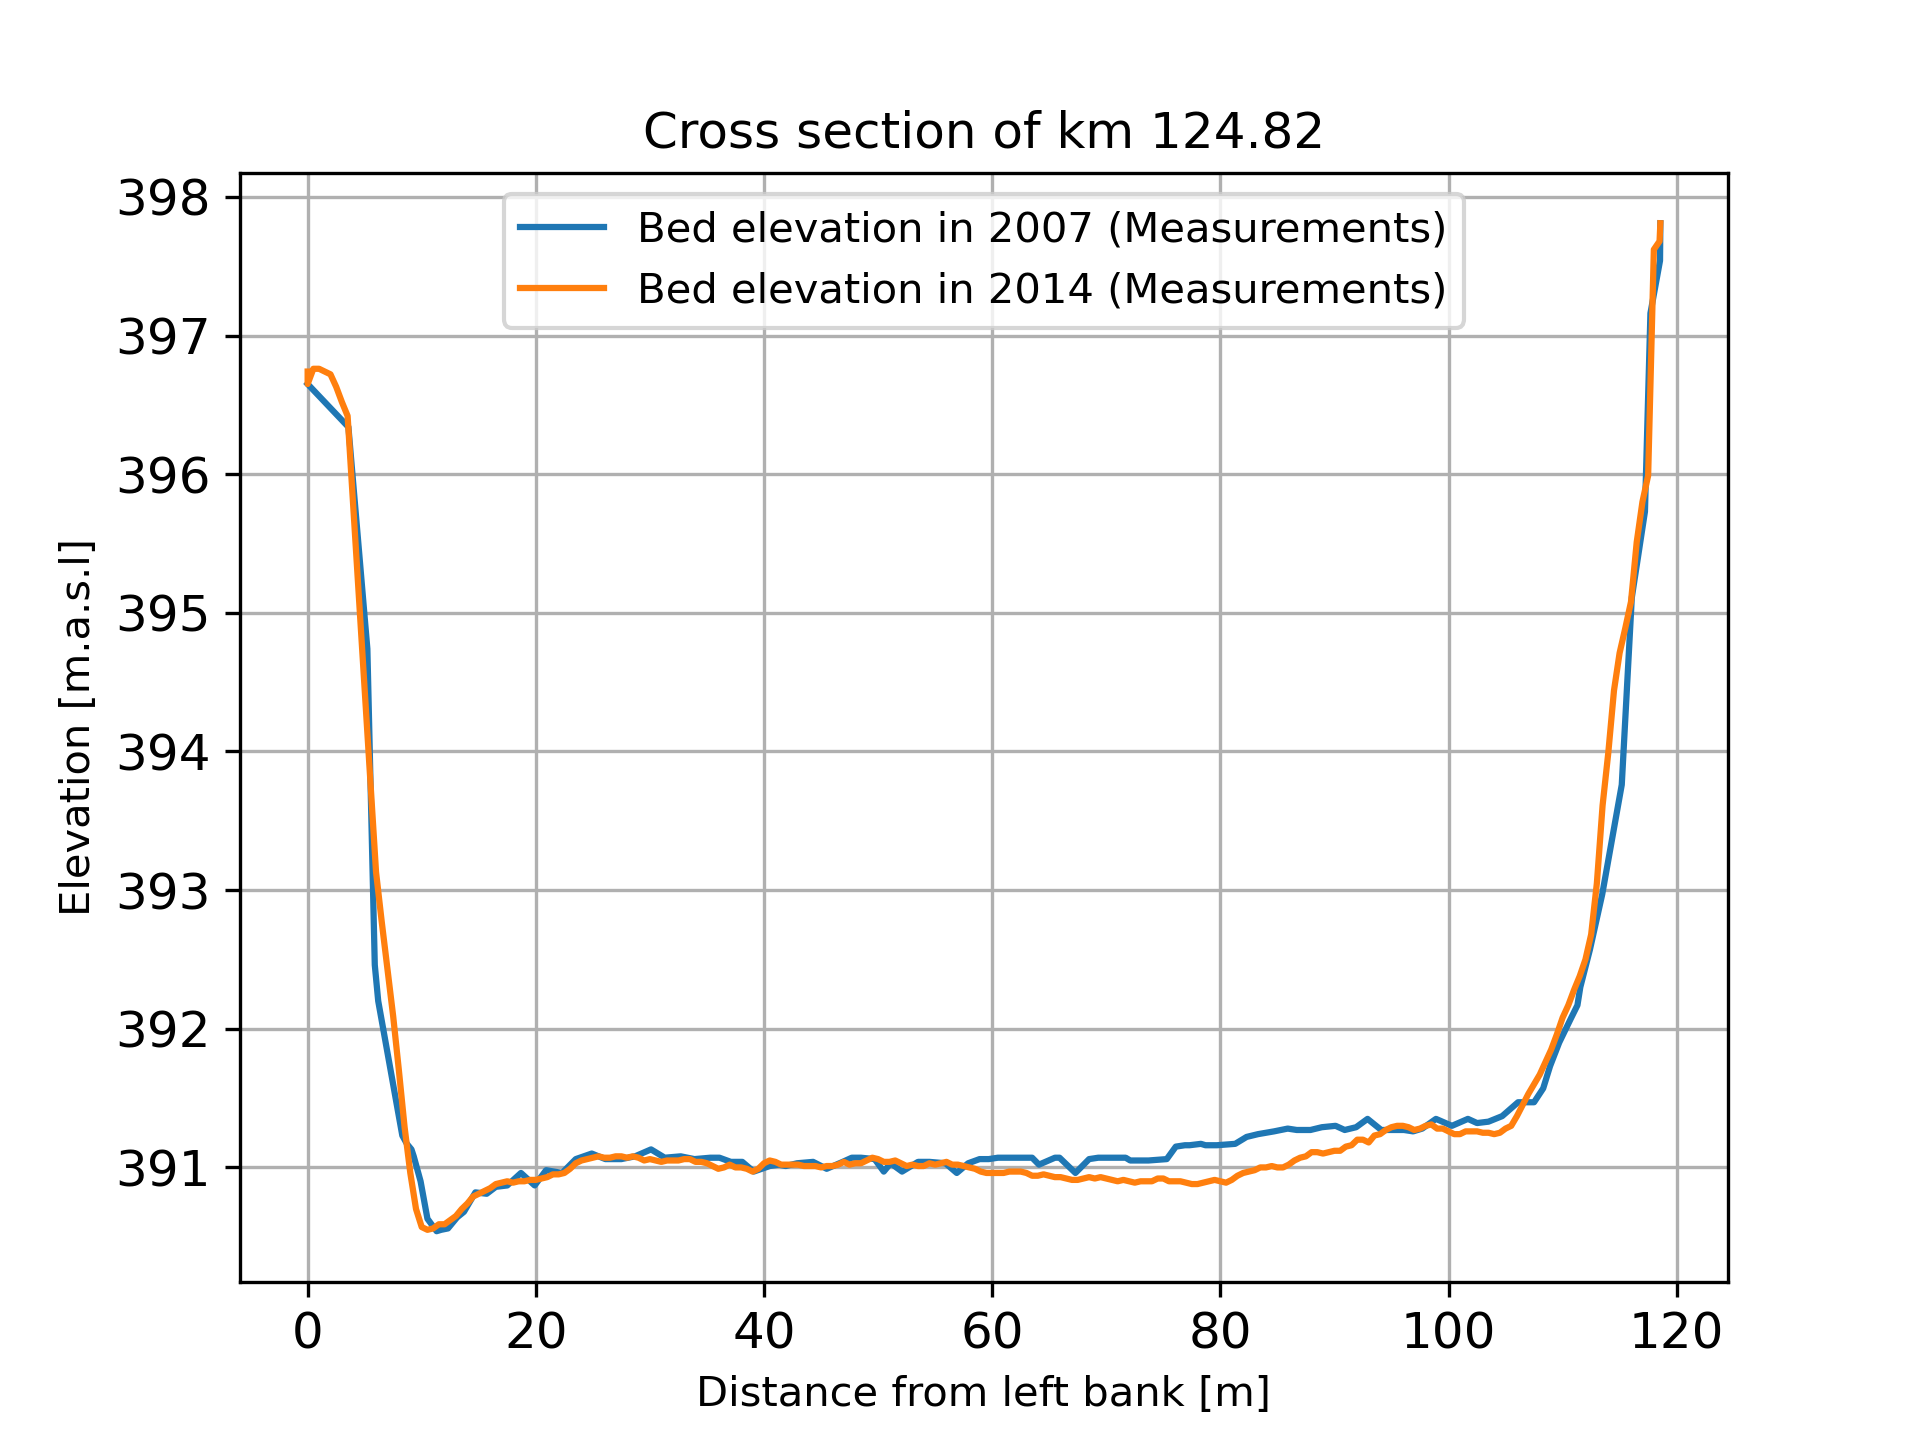 Cross section of km 124.82
Bed elevation in 2007 (Measurements)
Bed elevation in 2014 (Measurements)
Elevation [m.a.s.l]
398
397
396
395
394
393
392
391
0 20 40 60 80 100 120
Distance from left bank [m]